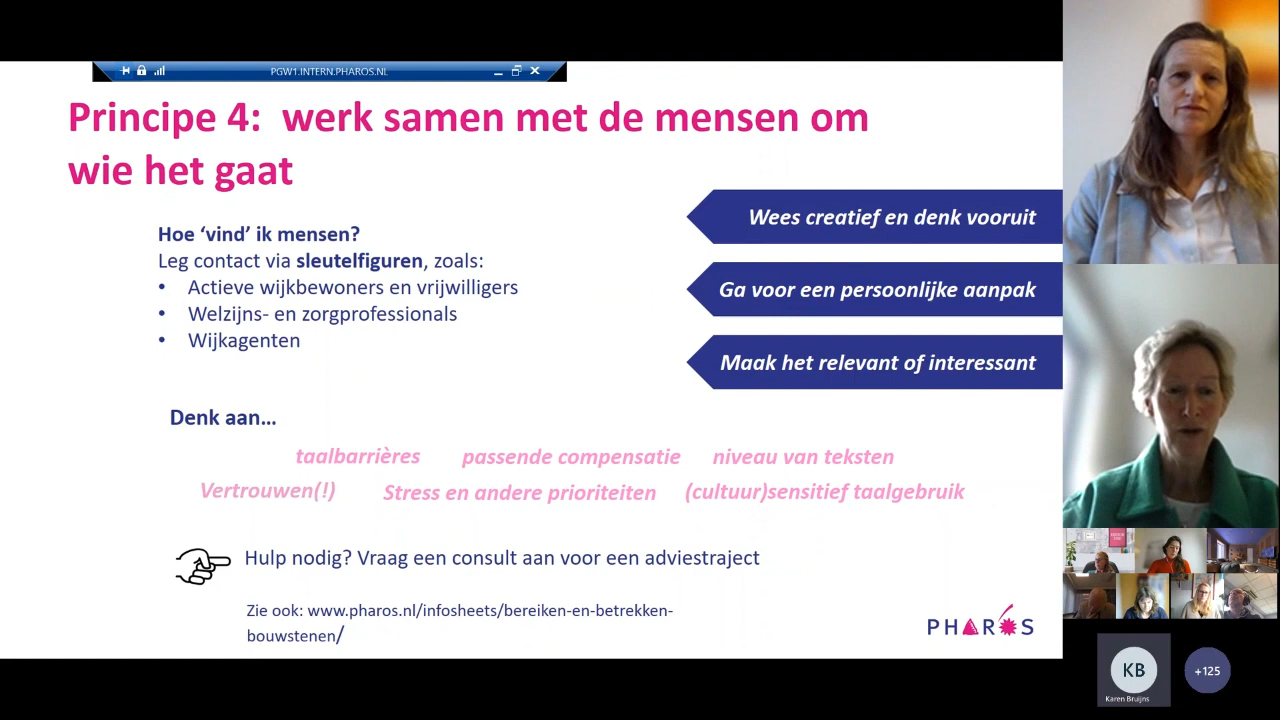 PGW1.INTERN.PHAROS.NL
Principe 4: werk samen met de mensen om
wie het gaat
Hoe ‘vind’ ik mensen?
Leg contact via sleutelfiguren, zoals:
• Actieve wijkbewoners en vrijwilligers
• Welzijns- en zorgprofessionals
• Wijkagenten
Wees creatief en denk vooruit
Ga voor een persoonlijke aanpak
Maak het relevant of interessant
Denk aan...
taalbarrières passende compensatie niveau van teksten
Vertrouwen(!) Stress en andere prioriteiten (cultuur)sensitief taalgebruik
Hulp nodig? Vraag een consult aan voor een adviestraject
Zie ook: www.pharos.nl/infosheets/bereiken-en-betrekken-
bouwstenen/
PHAROS
KB
Karen Bruijns
+125